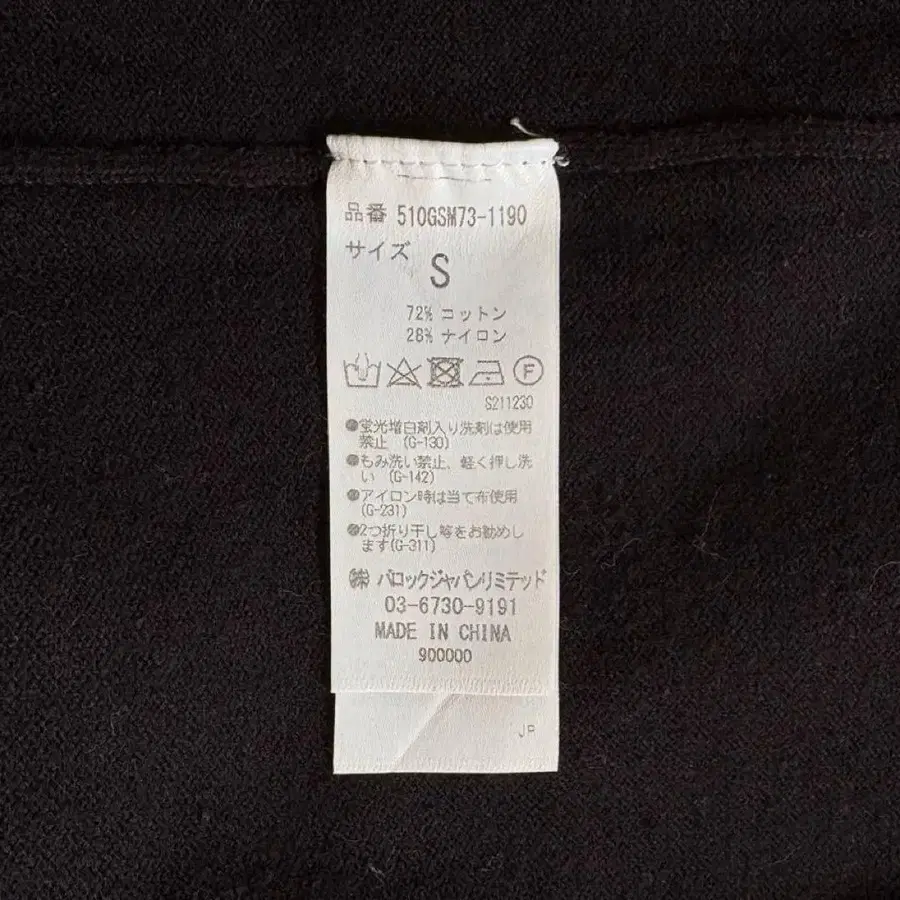 品番 510GSM73-1190
サイズ
S
72% コットン
28% ナイロン
F
S211230
●蛍光増白剤入り洗剤は使用
禁止 (G-130)
●もみ洗い禁止、軽く押し洗
い (G-142)
●アイロン時は当て布使用
(G-231)
●2つ折り干し等をお勧めし
ます(G-311)
㈱ バロックジャパンリミテッド
03-6730-9191
MADE IN CHINA
900000
JP